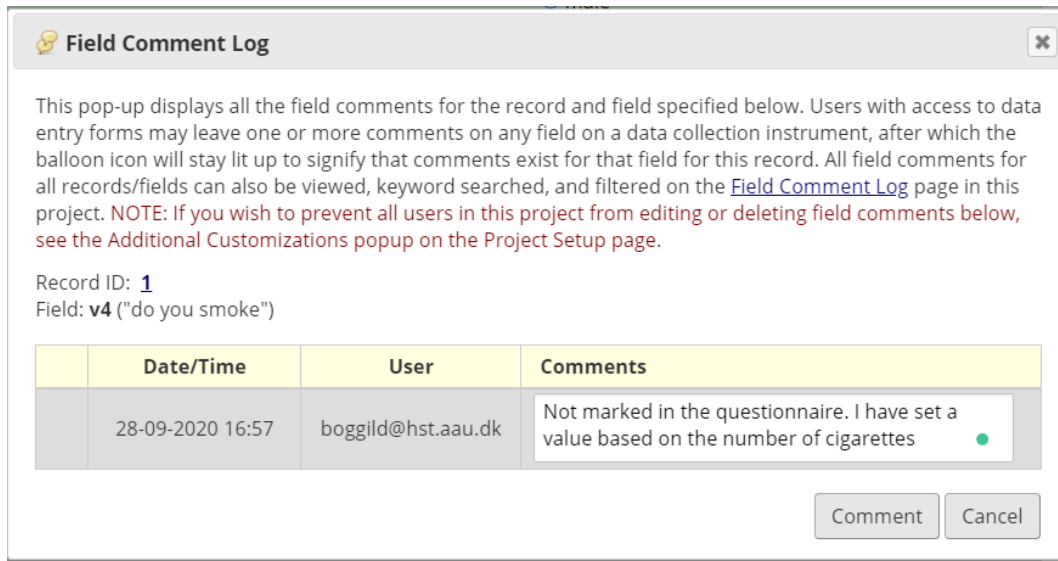 Field Comment Log
This pop-up displays all the field comments for the record and field specified below. Users with access to data
entry forms may leave one or more comments on any field on a data collection instrument, after which the
balloon icon will stay lit up to signify that comments exist for that field for this record. All field comments for
all records/fields can also be viewed, keyword searched, and filtered on the Field Comment Log page in this
project. NOTE: If you wish to prevent all users in this project from editing or deleting field comments below,
see the Additional Customizations popup on the Project Setup page.
Record ID: 1
Field: v4 ("do you smoke")
Date/Time User Comments
28-09-2020 16:57 boggild@hst.aau.dk Not marked in the questionnaire. I have set a
value based on the number of cigarettes
Comment Cancel